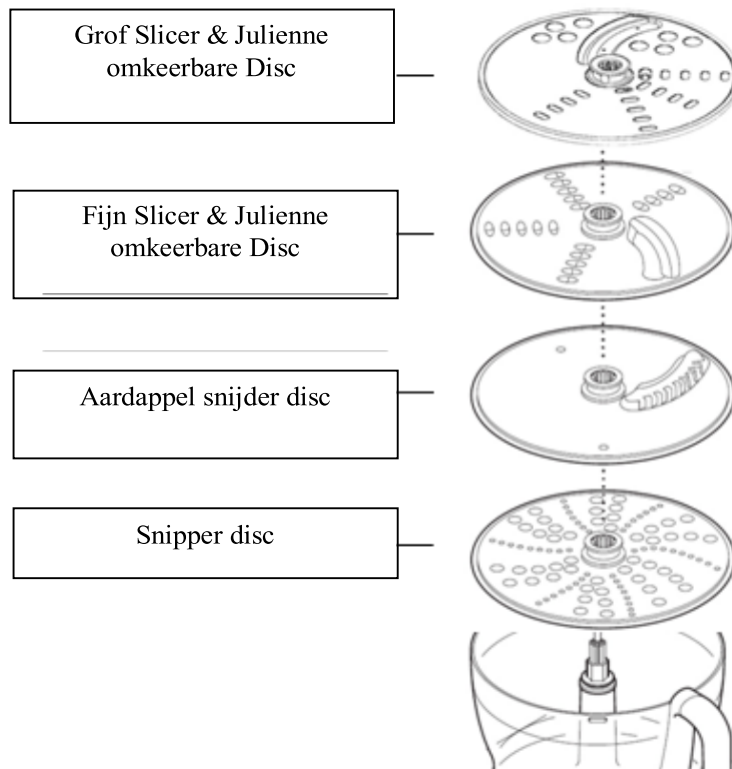 Grof Slicer & Julienne
omkeerbare Disc
Fijn Slicer & Julienne
omkeerbare Disc
Aardappel snijder disc
Snipper disc